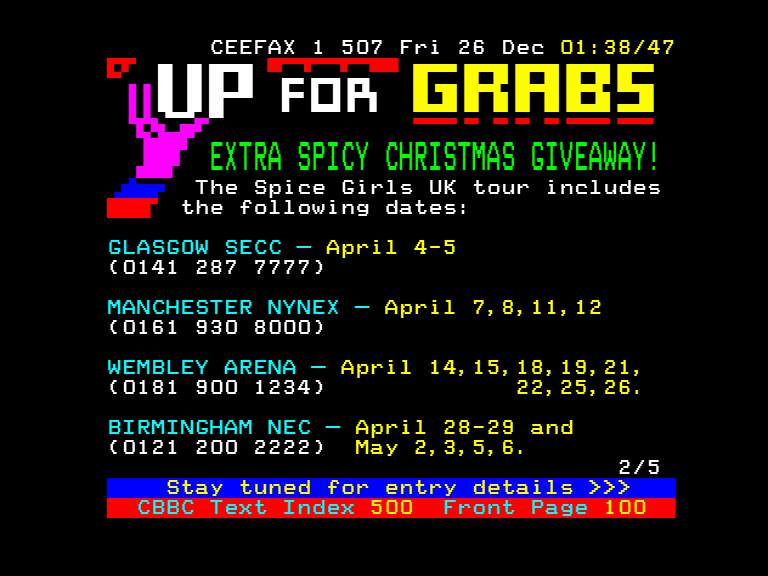 CEEFAX 1 507 Fri 26 Dec 01:38/47
UP FOR GRABS
EXTRA SPICY CHRISTMAS GIVEAWAY!
The Spice Girls UK tour includes
the following dates:
GLASGOW SECC – April 4-5
(0141 287 7777)
MANCHESTER NYNEX – April 7,8,11,12
(0161 930 8000)
WEMBLEY ARENA – April 14,15,18,19,21,
(0181 900 1234) 22,25,26.
BIRMINGHAM NEC – April 28-29 and
(0121 200 2222) May 2,3,5,6.
2/5
Stay tuned for entry details >>>
CBBC Text Index 500 Front Page 100